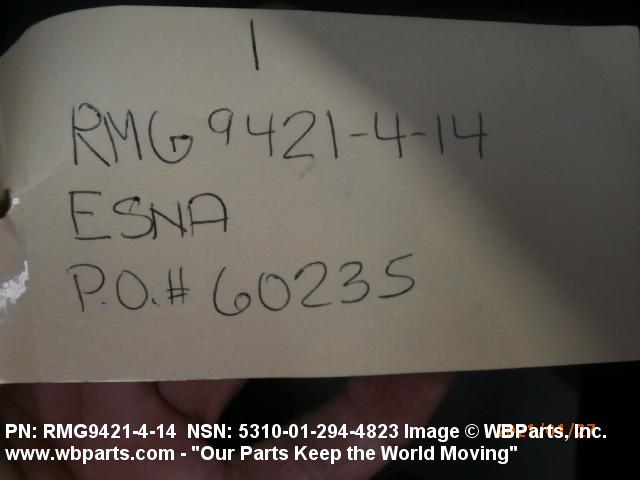 1
RMG9421-4-14
ESNA
P.O.# 60235
PN: RMG9421-4-14 NSN: 5310-01-294-4823 Image © WBParts, Inc.
www.wbparts.com - "Our Parts Keep the World Moving"